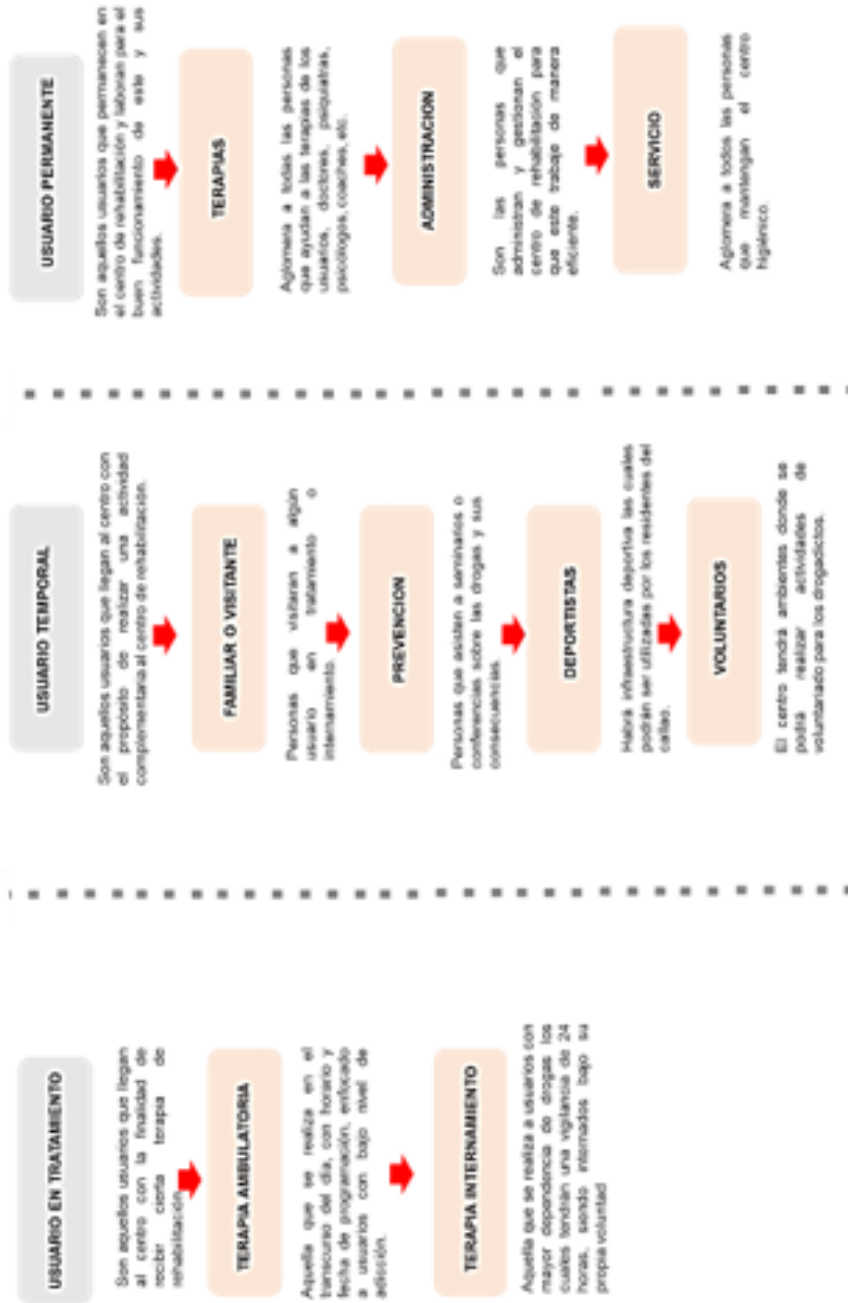 USUARIO EN TRATAMIENTO
Son aquellos usuarios que llegan
al centro con la finalidad de
recibir cierta terapia de
rehabilitación.
TERAPIA AMBULATORIA
Aquella que se realiza en el
transcurso del día, con horario y
fecha de programación, enfocado
a usuarios con bajo nivel de
adicción.
TERAPIA INTERNAMIENTO
Aquella que se realiza a usuarios con
mayor dependencia de drogas los
cuales tendrán una vigilancia de 24
horas, siendo internados bajo su
propia voluntad
USUARIO TEMPORAL
Son aquellos usuarios que llegan al centro con
el propósito de realizar una actividad
complementaria al centro de rehabilitación.
FAMILIAR O VISITANTE
Personas que visitaran a algún
usuario en tratamiento o
internamiento.
PREVENCION
Personas que asisten a seminarios o
conferencias sobre las drogas y sus
consecuencias.
DEPORTISTAS
Habrá infraestructura deportiva las cuales
podrán ser utilizadas por los residentes del
callao.
VOLUNTARIOS
El centro tendrá ambientes donde se
podrá realizar actividades de
voluntariado para los drogadictos.
USUARIO PERMANENTE
Son aquellos usuarios que permanecen en
el centro de rehabilitación y laboran para el
buen funcionamiento de este y sus
actividades.
TERAPIAS
Aglomera a todas las personas
que ayudan a las terapias de los
usuarios, doctores, psiquiatras,
psicólogos, coaches, etc.
ADMINISTRACION
Son las personas que
administran y gestionan el
centro de rehabilitación para
que este trabaje de manera
eficiente.
SERVICIO
Aglomera a todos las personas
que mantengan el centro
higiénico.